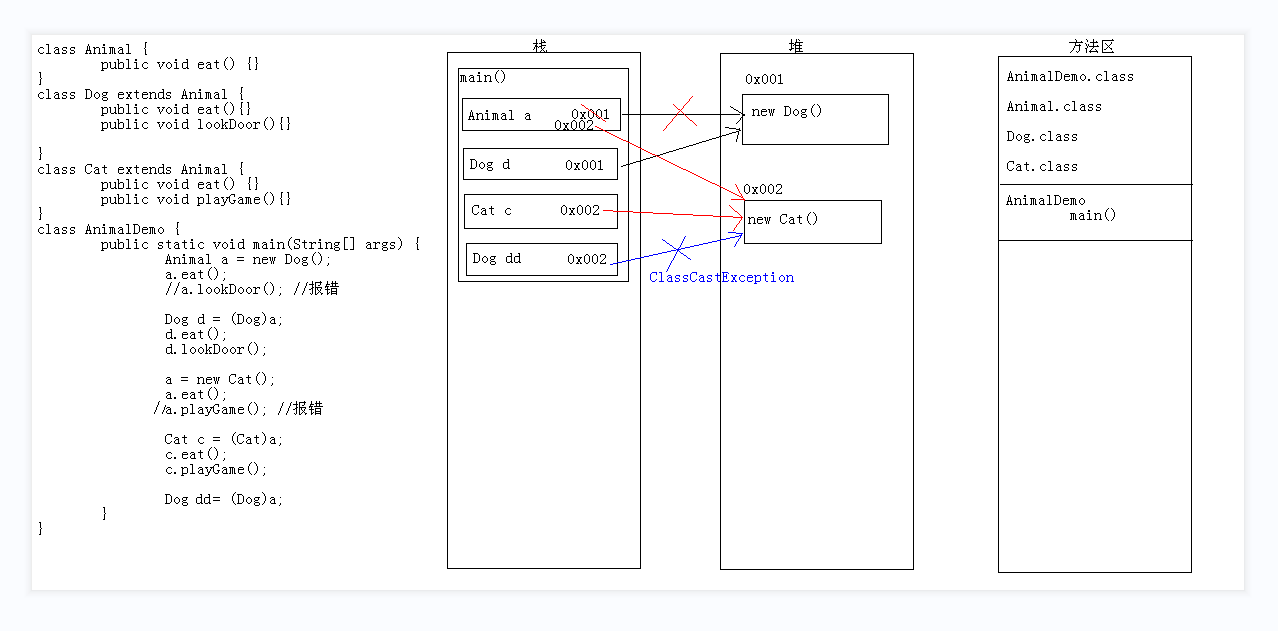 class Animal {
public void eat() {}
}
class Dog extends Animal {
public void eat(){}
public void lookDoor(){}
}
class Cat extends Animal {
public void eat() {}
public void playGame(){}
}
class AnimalDemo {
public static void main(String[] args) {
Animal a = new Dog();
a.eat();
//a.lookDoor(); //报错
Dog d = (Dog)a;
d.eat();
d.lookDoor();
a = new Cat();
a.eat();
//a.playGame(); //报错
Cat c = (Cat)a;
c.eat();
c.playGame();
Dog dd= (Dog)a;
}
}
栈
main()
Animal a 0x001
0x002
Dog d 0x001
Cat c 0x002
Dog dd 0x002
堆
0x001
new Dog()
0x002
new Cat()
ClassCastException
方法区
AnimalDemo.class
Animal.class
Dog.class
Cat.class
AnimalDemo
main()